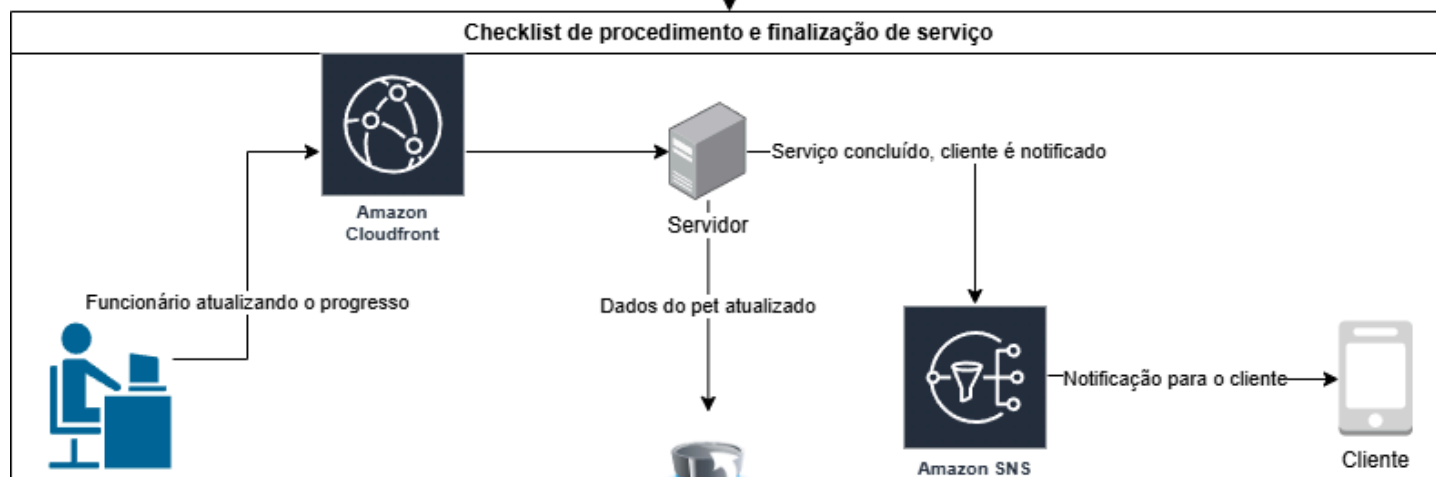 Checklist de procedimento e finalização de serviço
Serviço concluído, cliente é notificado
Amazon
Cloudfront
Servidor
Funcionário atualizando o progresso
Dados do pet atualizado
Notificação para o cliente
Cliente
Amazon SNS